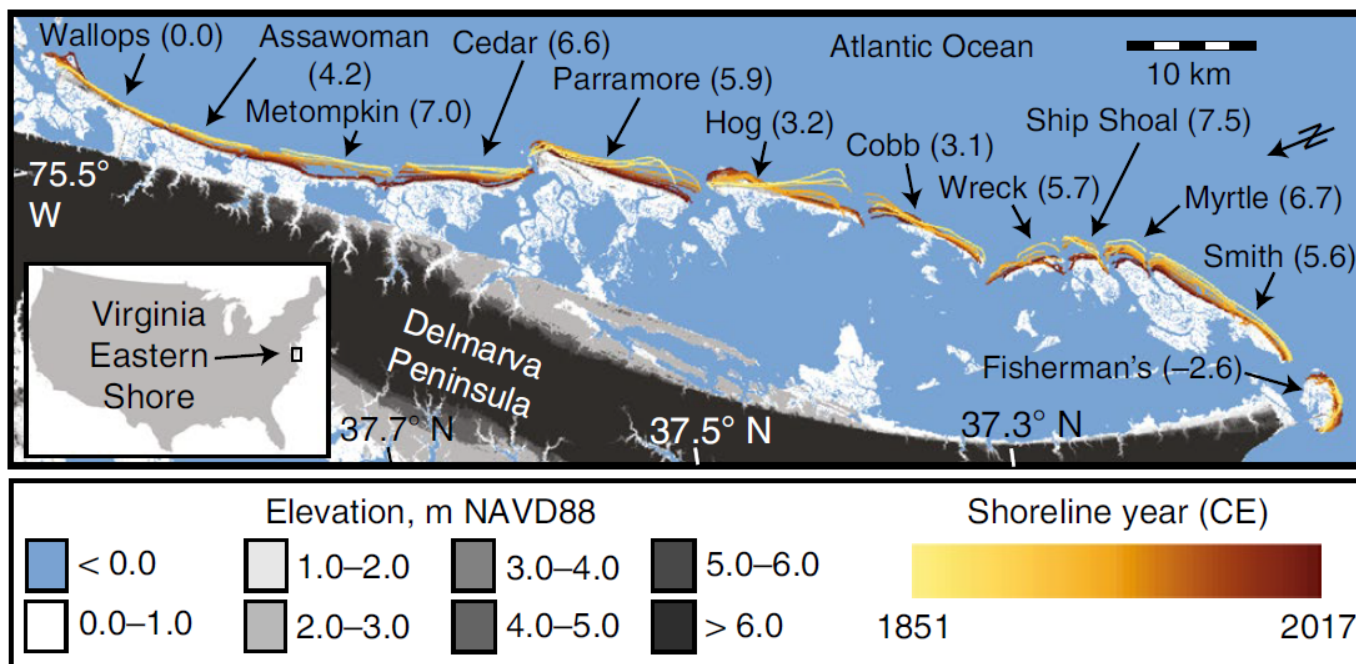 Wallops (0.0)
Assawoman
(4.2)
Metompkin (7.0)
Cedar (6.6)
Parramore (5.9)
Atlantic Ocean
10 km
Hog (3.2)
Ship Shoal (7.5)
Cobb (3.1)
Wreck (5.7)
Myrtle (6.7)
Smith (5.6)
N
75.5°
W
Virginia
Eastern
Shore
Delmarva
Peninsula
Fisherman's (–2.6)
37.7° N
37.5° N
37.3° N
Elevation, m NAVD88
< 0.0
1.0–2.0
3.0–4.0
5.0–6.0
0.0–1.0
2.0–3.0
4.0–5.0
> 6.0
Shoreline year (CE)
1851
2017